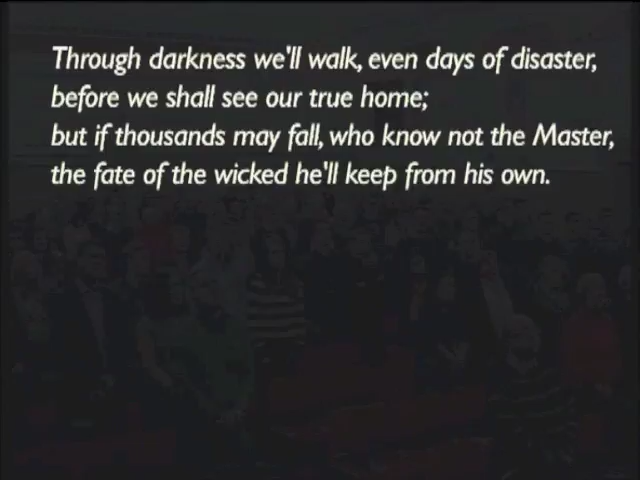 Through darkness we'll walk, even days of disaster,
before we shall see our true home;
but if thousands may fall, who know not the Master,
the fate of the wicked he'll keep from his own.